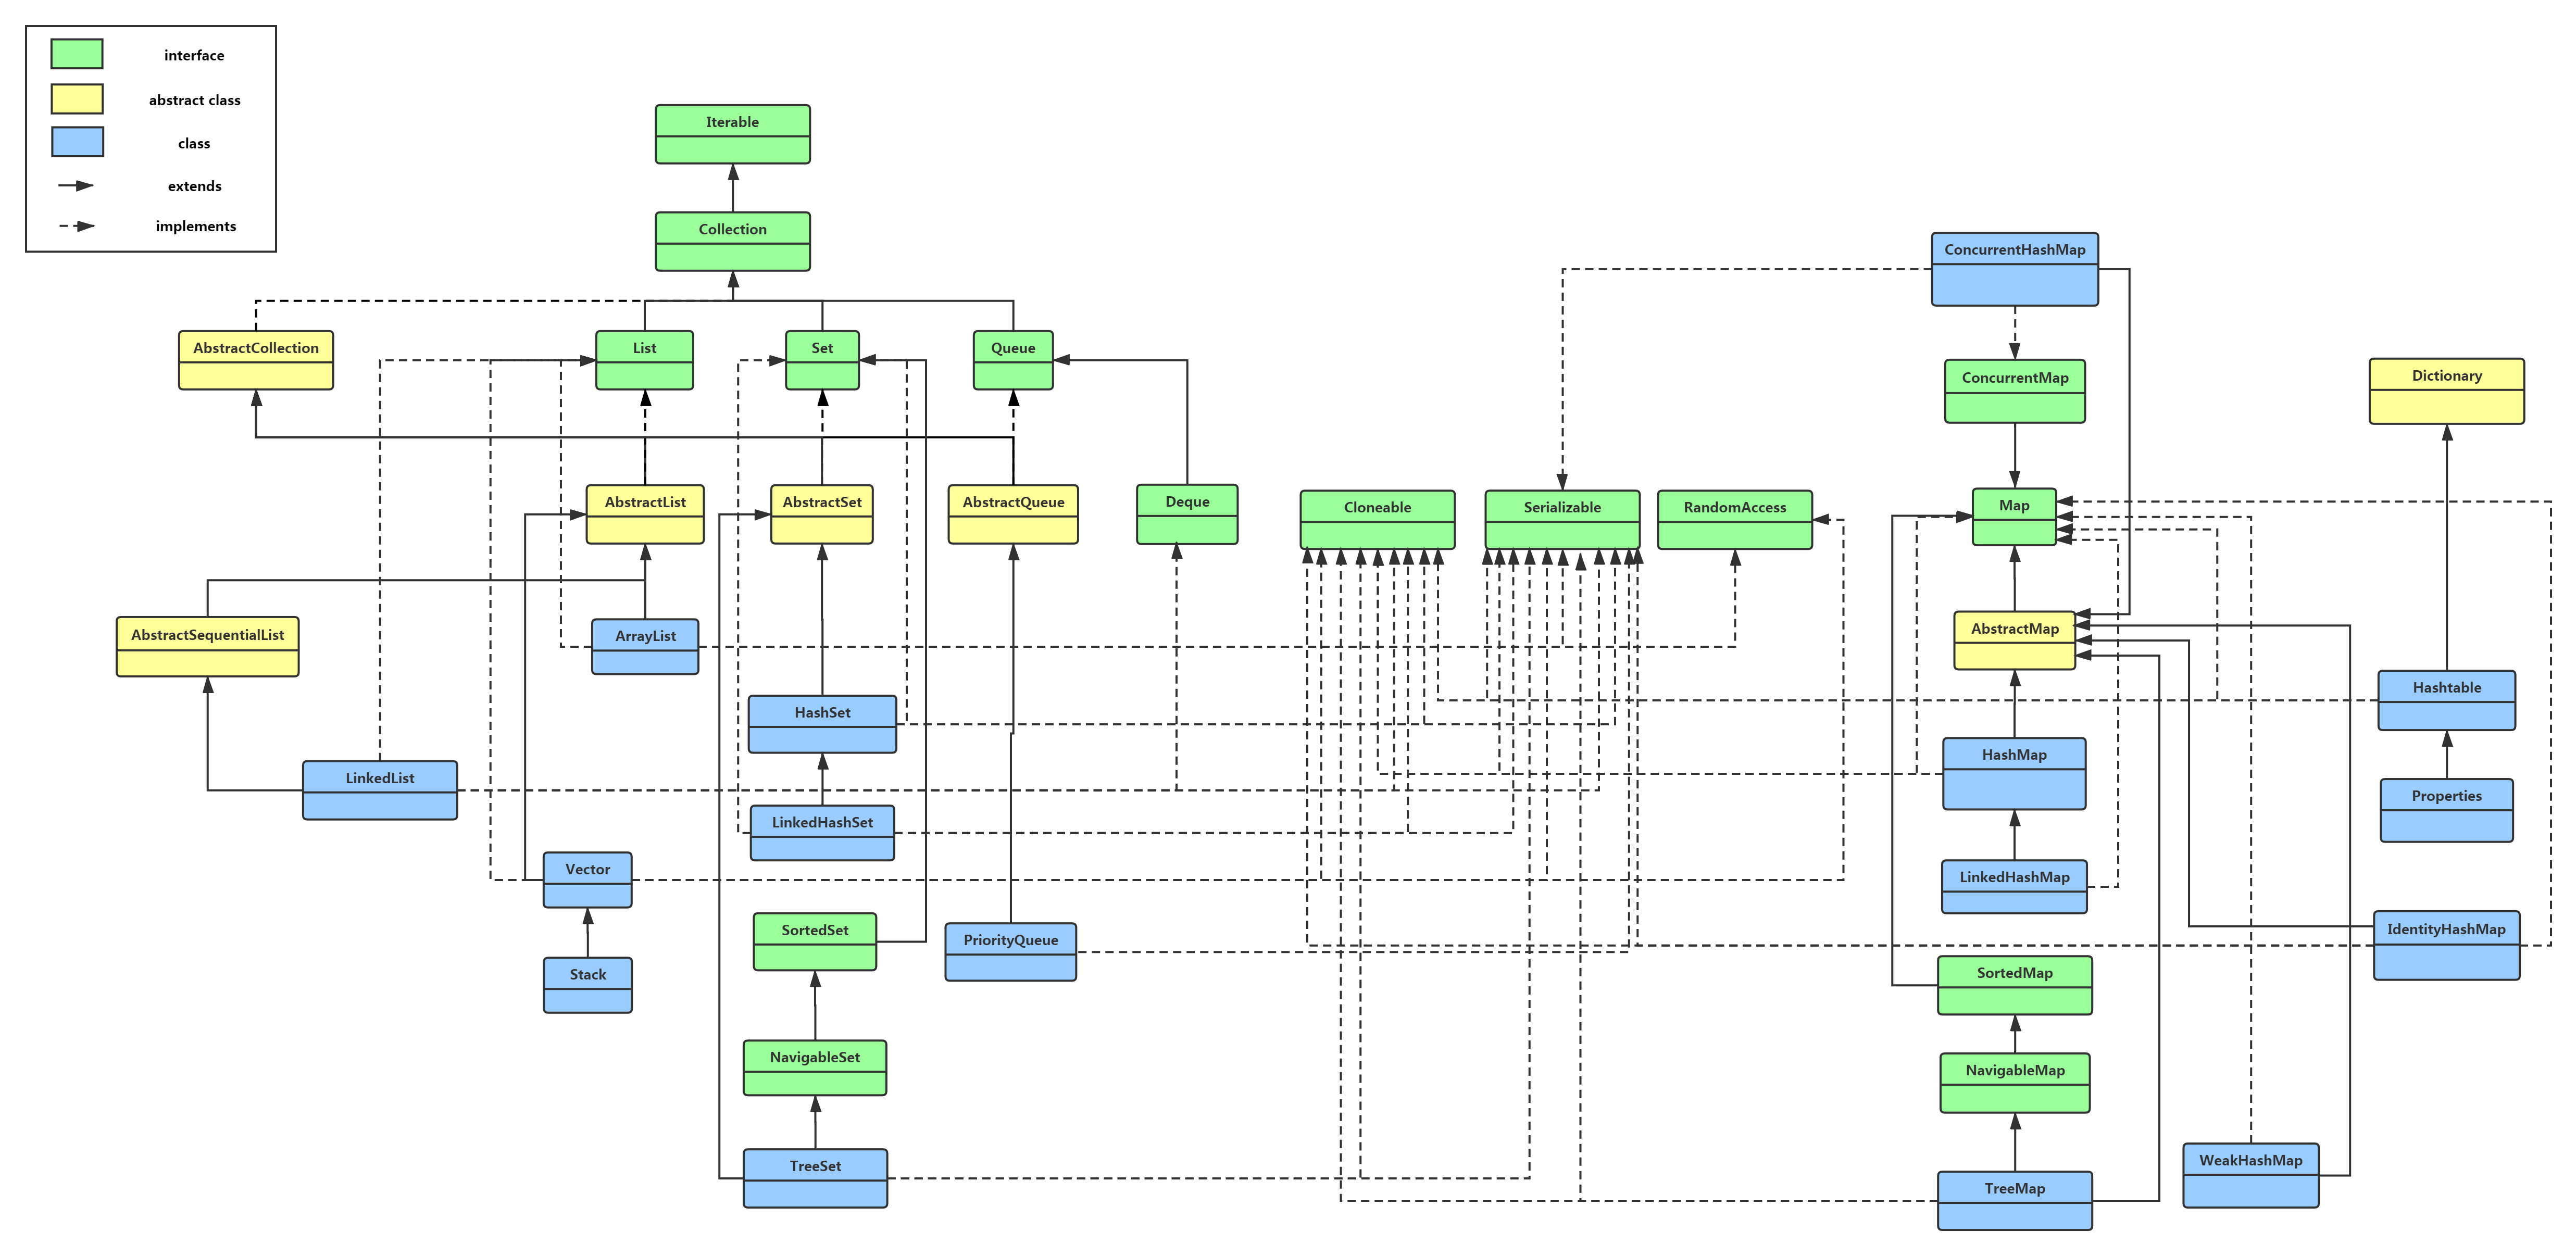 interface
abstract class
class
extends
implements
Iterable
Collection
ConcurrentHashMap
AbstractCollection
List
Set
Queue
ConcurrentMap
Dictionary
AbstractList
AbstractSet
AbstractQueue
Deque
Cloneable
Serializable
RandomAccess
Map
AbstractSequentialList
ArrayList
AbstractMap
HashSet
Hashtable
LinkedList
HashMap
Properties
LinkedHashSet
Vector
LinkedHashMap
SortedSet
PriorityQueue
IdentityHashMap
Stack
SortedMap
NavigableSet
NavigableMap
TreeSet
WeakHashMap
TreeMap